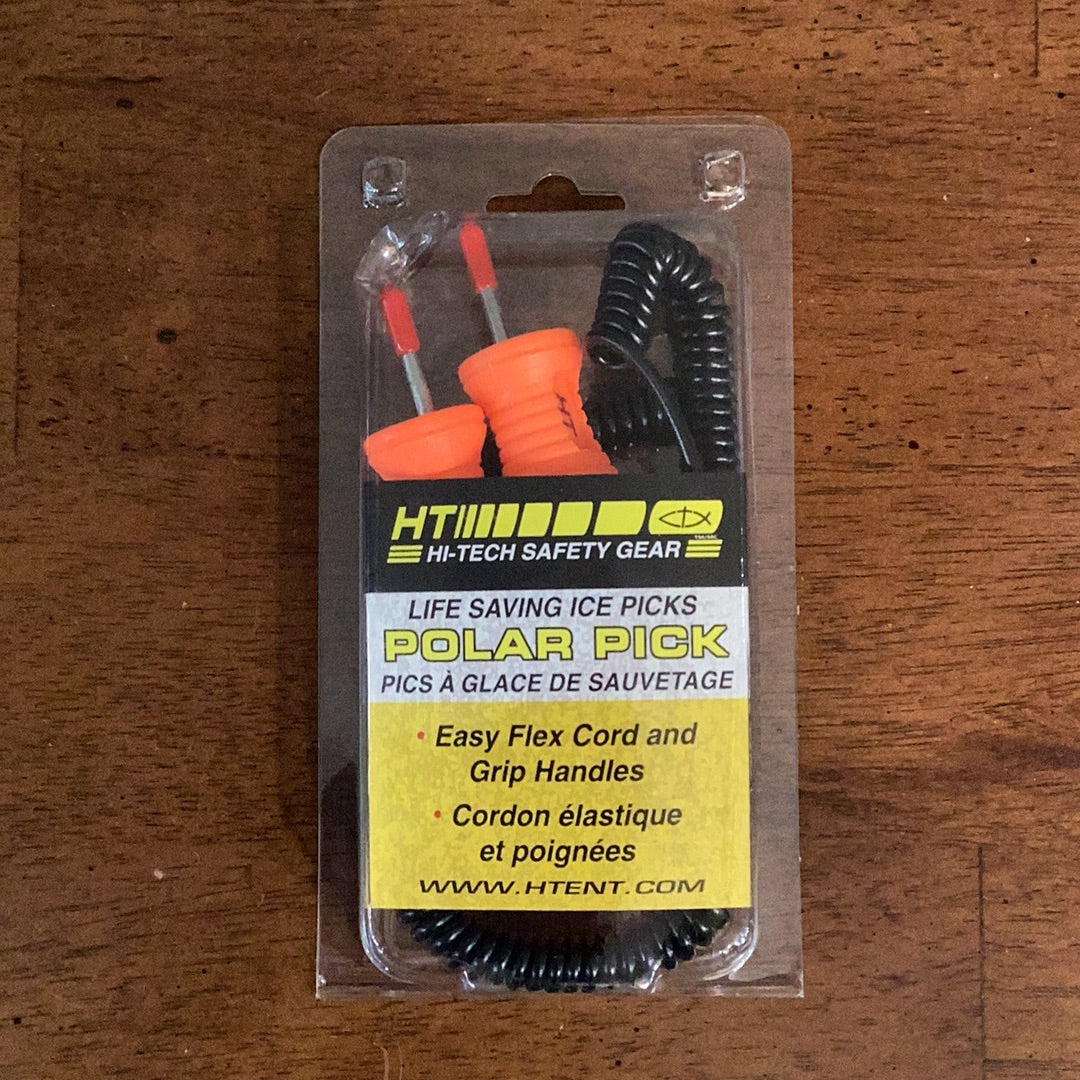 HT
HT
HI-TECH SAFETY GEAR
LIFE SAVING ICE PICKS
POLAR PICK
PICS À GLACE DE SAUVETAGE
• Easy Flex Cord and
Grip Handles
• Cordon élastique
et poignées
WWW.HTENT.COM